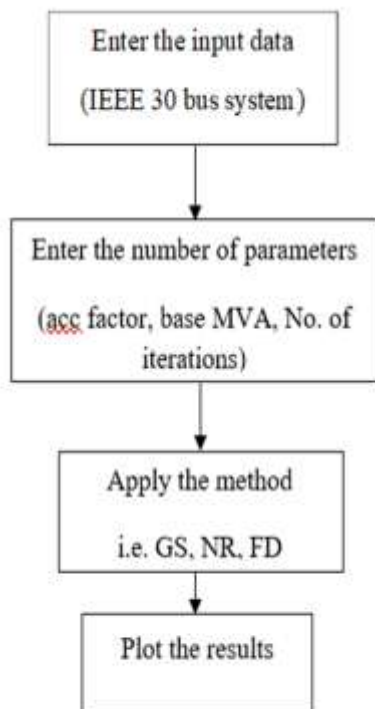 Enter the input data
(IEEE 30 bus system)
Enter the number of parameters
(acc factor, base MVA, No. of
iterations)
Apply the method
i.e. GS, NR, FD
Plot the results